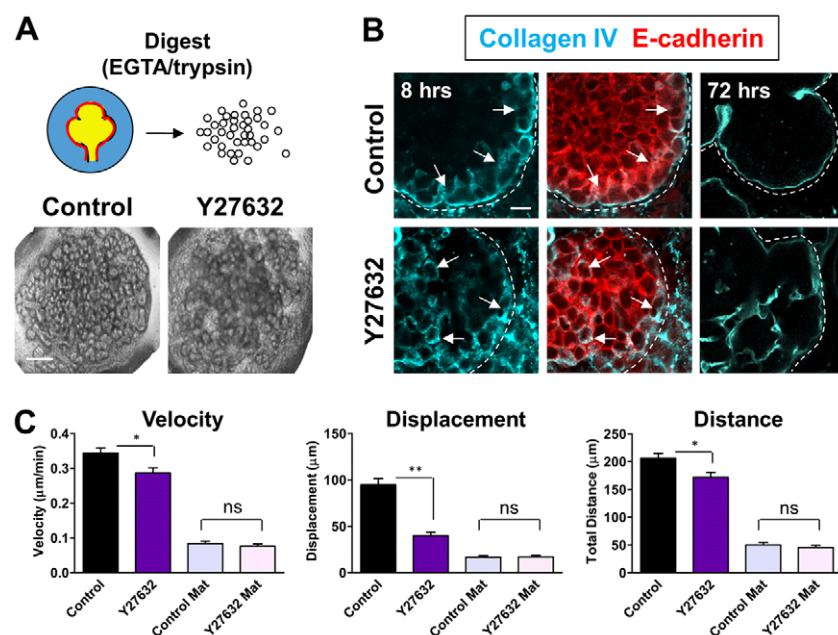 A
Digest
(EGTA/trypsin)
Control
Y27632
B
Collagen IV E-cadherin
8 hrs
72 hrs
Control
Y27632
C
Velocity
Velocity (μm/min)
0.4
0.3
0.2
0.1
0.0
*
ns
Control
Y27632
Control Mat
Y27632 Mat
Displacement
Displacement (μm)
150
100
50
0
**
ns
Control
Y27632
Control Mat
Y27632 Mat
Distance
Total Distance (μm)
250
200
150
100
50
0
*
ns
Control
Y27632
Control Mat
Y27632 Mat